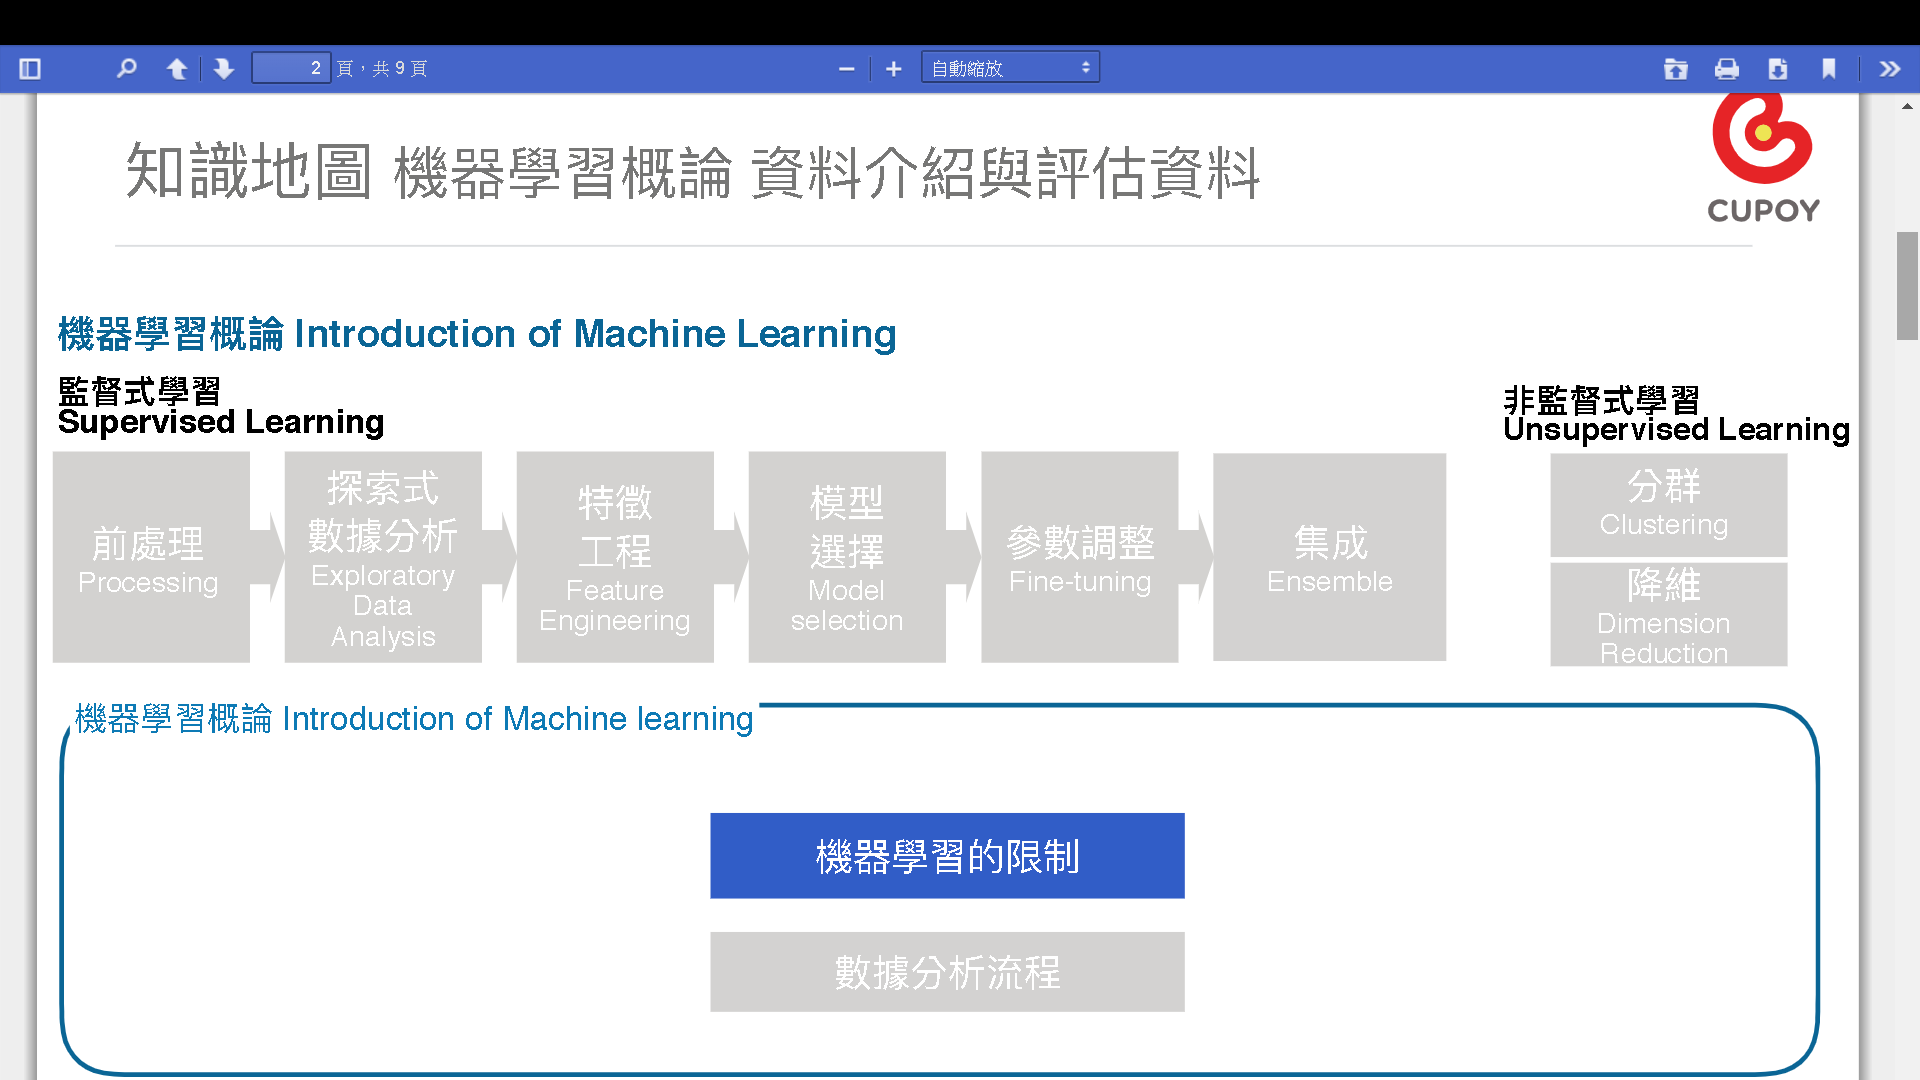 2 頁，共 9 頁
自動縮放
知識地圖 機器學習概論 資料介紹與評估資料
CUPOY
機器學習概論 Introduction of Machine Learning
監督式學習
Supervised Learning
非監督式學習
Unsupervised Learning
前處理
Processing
探索式
數據分析
Exploratory
Data
Analysis
特徵
工程
Feature
Engineering
模型
選擇
Model
selection
參數調整
Fine-tuning
集成
Ensemble
分群
Clustering
降維
Dimension
Reduction
機器學習概論 Introduction of Machine learning
機器學習的限制
數據分析流程